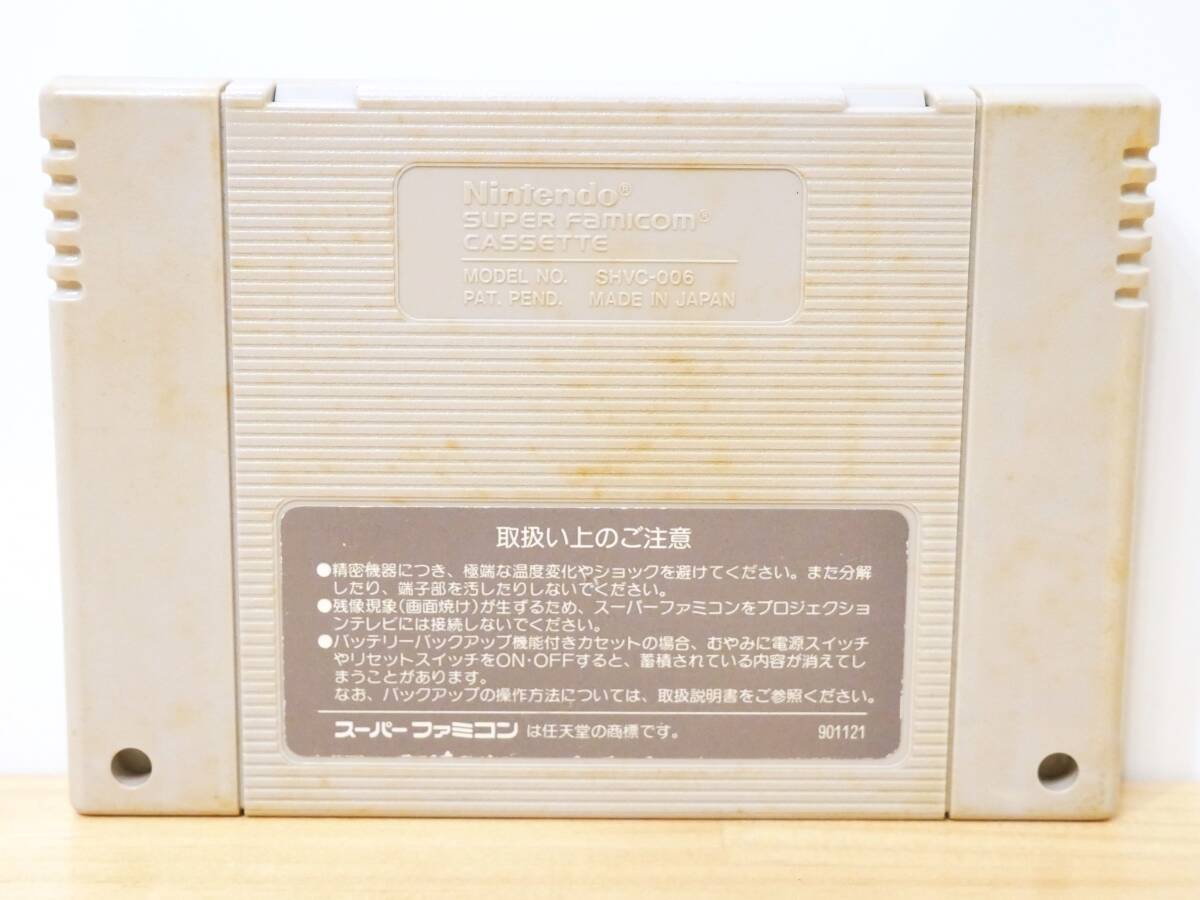 Nintendo®
SUPER FAMICOM®
CASSETTE
MODEL NO. SHVC-006
PAT. PEND. MADE IN JAPAN
取扱い上のご注意
●精密機器につき、極端な温度変化やショックを避けてください。また分解
したり、端子部を汚したりしないでください。
●残像現象(画面焼け)が生ずるため、スーパーファミコンをプロジェクショ
ンテレビには接続しないでください。
●バッテリーバックアップ機能付きカセットの場合、むやみに電源スイッチ
やリセットスイッチをON・OFFすると、蓄積されている内容が消えてし
まうことがあります。
なお、バックアップの操作方法については、取扱説明書をご参照ください。
スーパーファミコンは任天堂の商標です。 901121